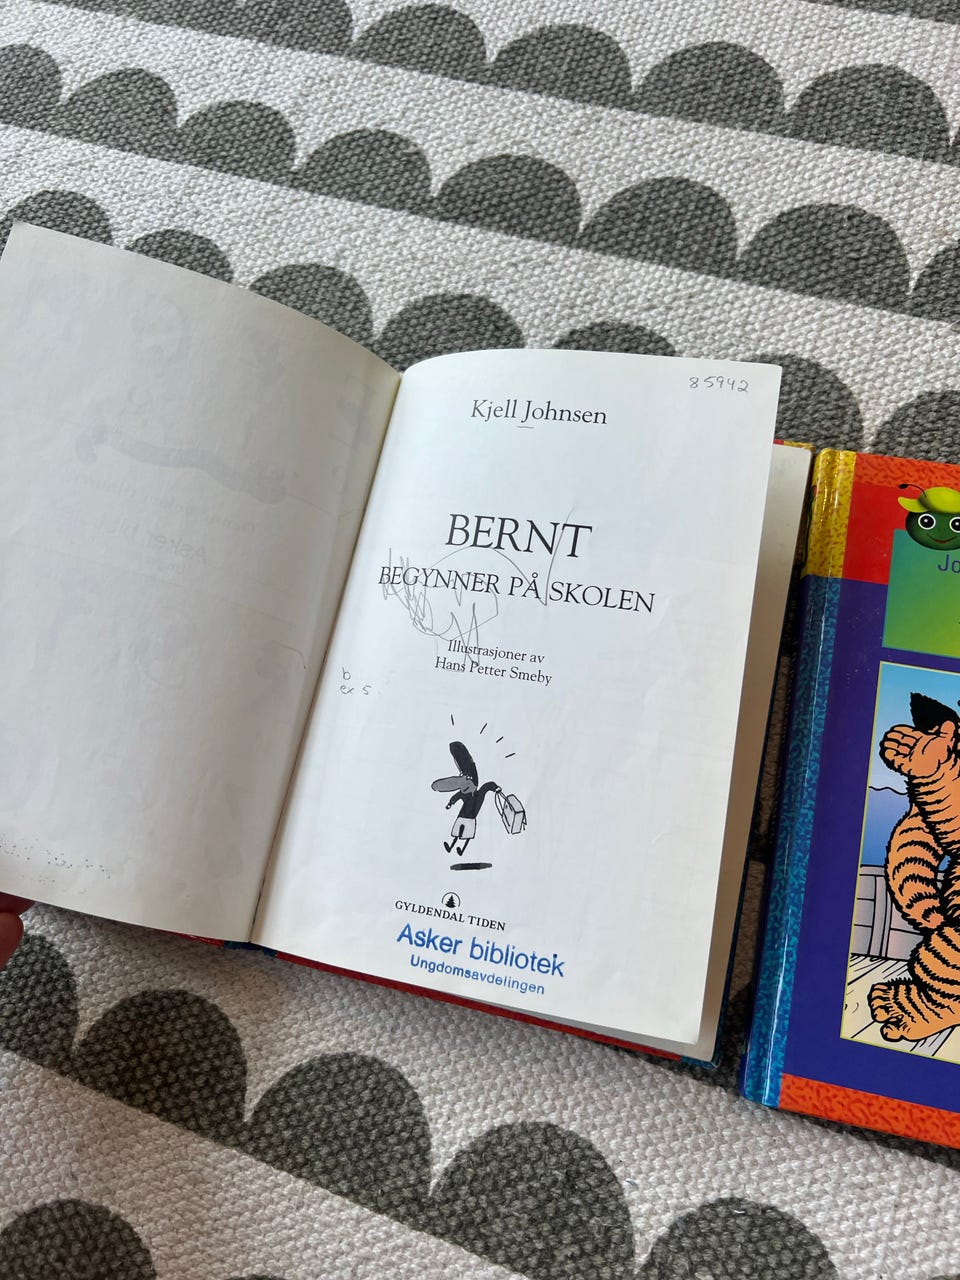 85942
Kjell Johnsen
BERNT
BEGYNNER PÅ SKOLEN
Illustrasjoner av
Hans Petter Smeby
b
ex 5
GYLDENDAL TIDEN
Asker bibliotek
Ungdomsavdelingen
Jo